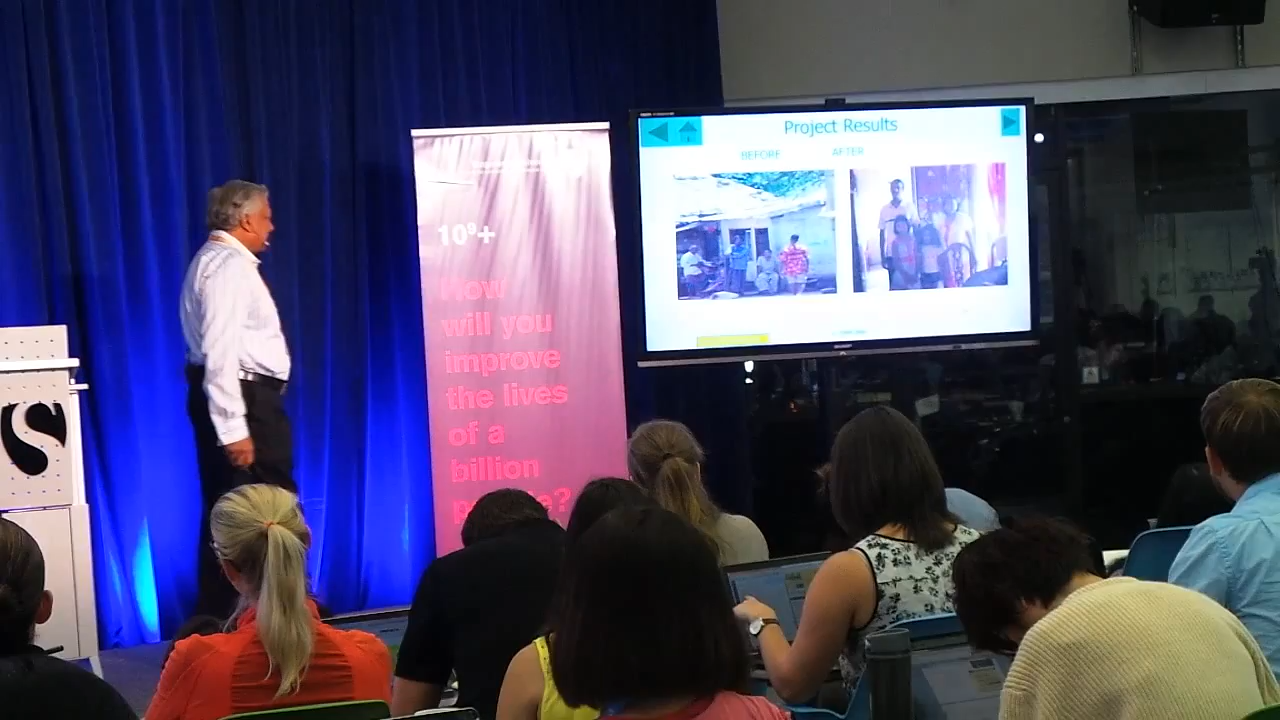 10⁹+
How
will you
improve
the lives
of a
billion
Project Results
BEFORE AFTER
S